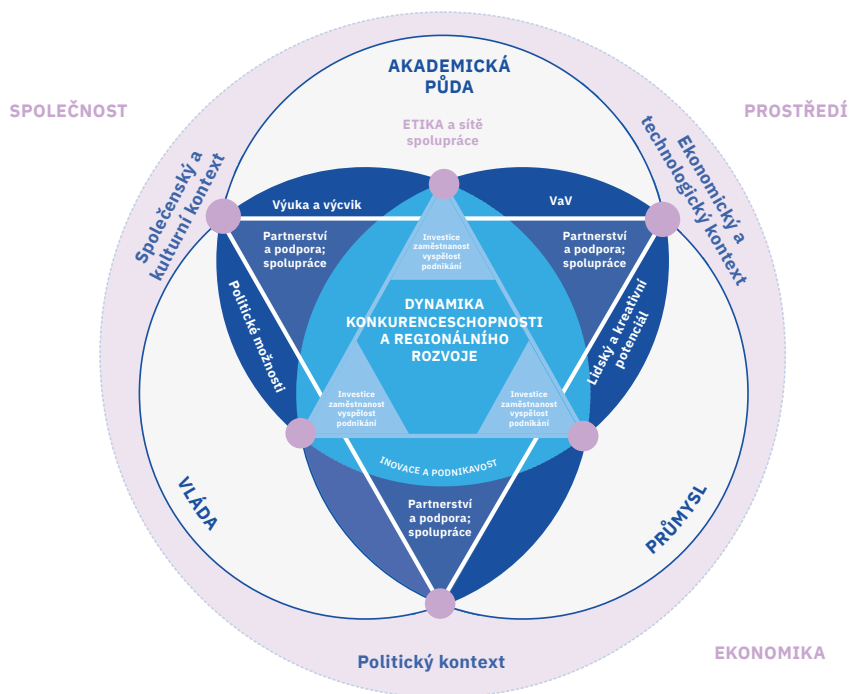 AKADEMICKÁ
PŮDA
SPOLEČNOST
PROSTŘEDÍ
ETIKA a sítě
spolupráce
Společenský a
kulturní kontext
Ekonomický a
technologický kontext
Výuka a výcvik
VaV
Partnerství
a podpora;
spolupráce
Investice
zaměstnanost
vyspělost
podnikání
Partnerství
a podpora;
spolupráce
Politické možnosti
DYNAMIKA
KONKURENCESCHOPNOSTI
A REGIONÁLNÍHO
ROZVOJE
Lidský a kreativní
potenciál
Investice
zaměstnanost
vyspělost
podnikání
Investice
zaměstnanost
vyspělost
podnikání
INOVACE A PODNIKAVOST
VLÁDA
Partnerství
a podpora;
spolupráce
PRŮMYSL
Politický kontext
EKONOMIKA